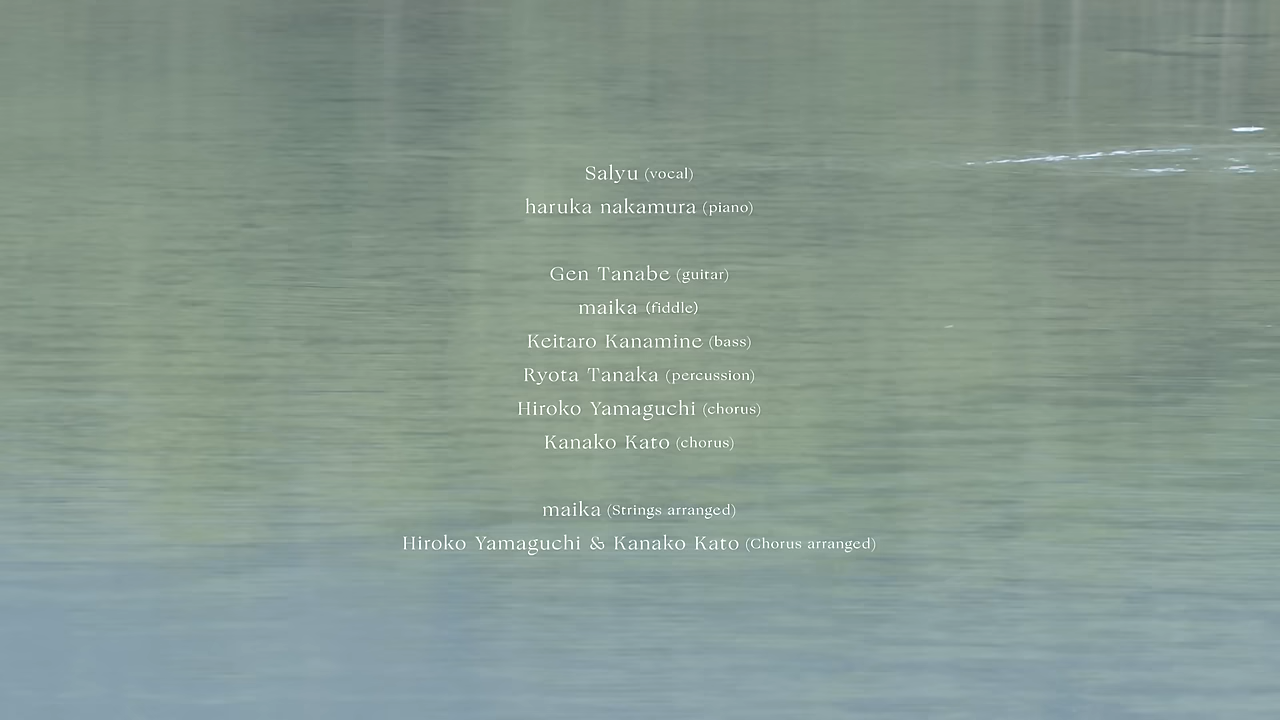 Salyu (vocal)
haruka nakamura (piano)
Gen Tanabe (guitar)
maika (fiddle)
Keitaro Kanamine (bass)
Ryota Tanaka (percussion)
Hiroko Yamaguchi (chorus)
Kanako Kato (chorus)
maika (Strings arranged)
Hiroko Yamaguchi & Kanako Kato (Chorus arranged)